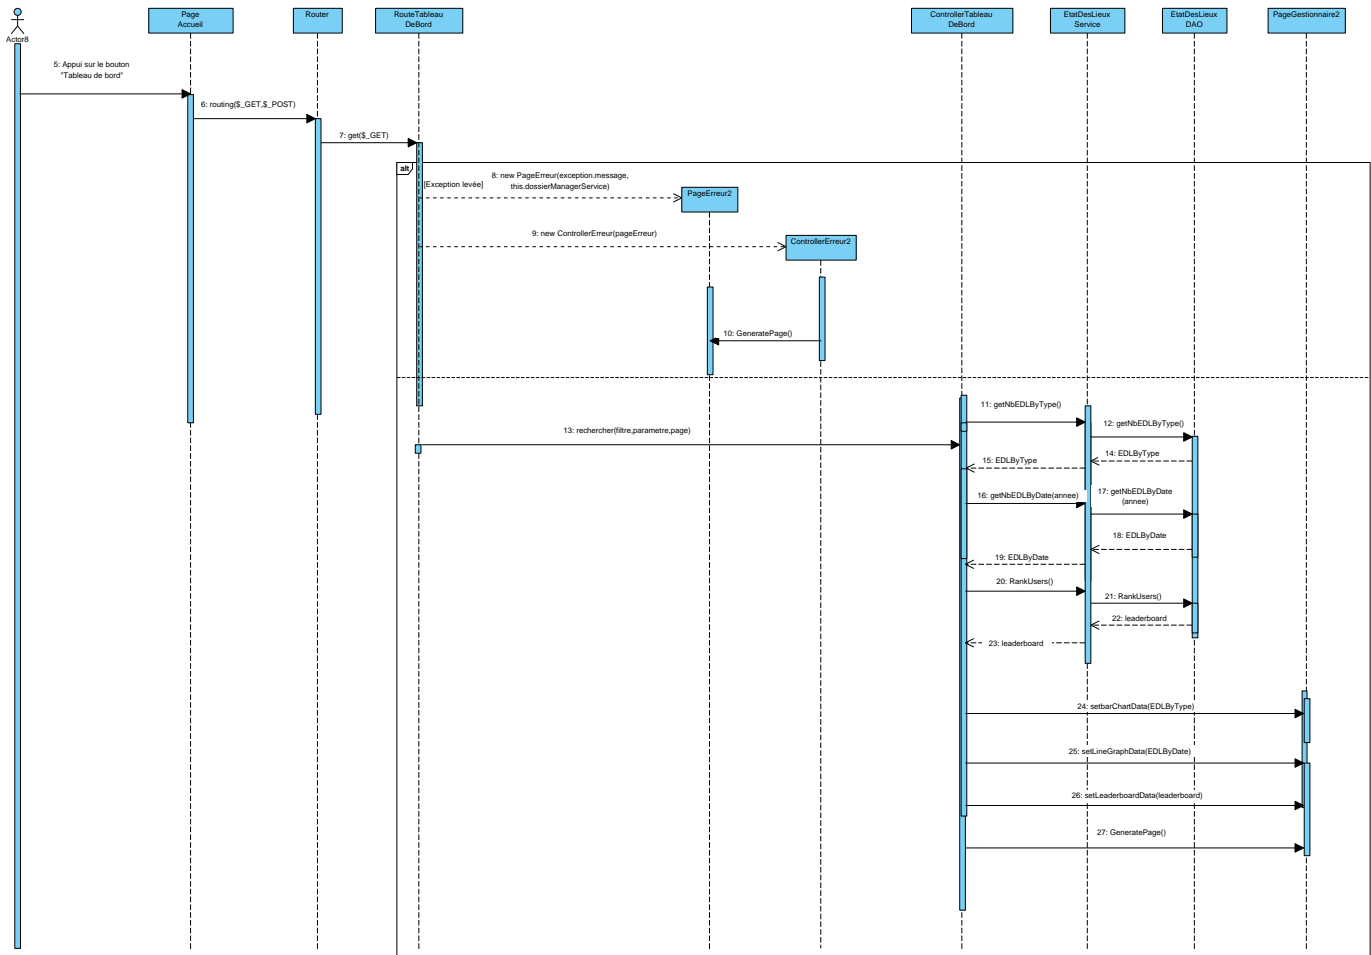 Actor8
Page
Accueil
Router
RouteTableau
DeBord
ControllerTableau
DeBord
EtatDesLieux
Service
EtatDesLieux
DAO
PageGestionnaire2
5: Appui sur le bouton
"Tableau de bord"
6: routing($_GET,$_POST)
7: get($_GET)
alt
[Exception levée]
8: new PageErreur(exception.message,
this.dossierManagerService)
PageErreur2
9: new ControllerErreur(pageErreur)
ControllerErreur2
10: GeneratePage()
11: getNbEDLByType()
12: getNbEDLByType()
13: rechercher(filtre,parametre,page)
14: EDLByType
15: EDLByType
16: getNbEDLByDate(annee)
17: getNbEDLByDate
(annee)
18: EDLByDate
19: EDLByDate
20: RankUsers()
21: RankUsers()
22: leaderboard
23: leaderboard
24: setbarChartData(EDLByType)
25: setLineGraphData(EDLByDate)
26: setLeaderboardData(leaderboard)
27: GeneratePage()